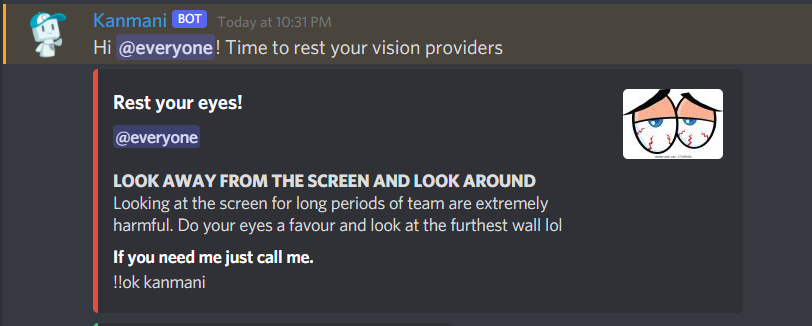 Kanmani BOT Today at 10:31 PM
Hi @everyone! Time to rest your vision providers
Rest your eyes!
@everyone
LOOK AWAY FROM THE SCREEN AND LOOK AROUND
Looking at the screen for long periods of team are extremely
harmful. Do your eyes a favour and look at the furthest wall lol
If you need me just call me.
!!ok kanmani